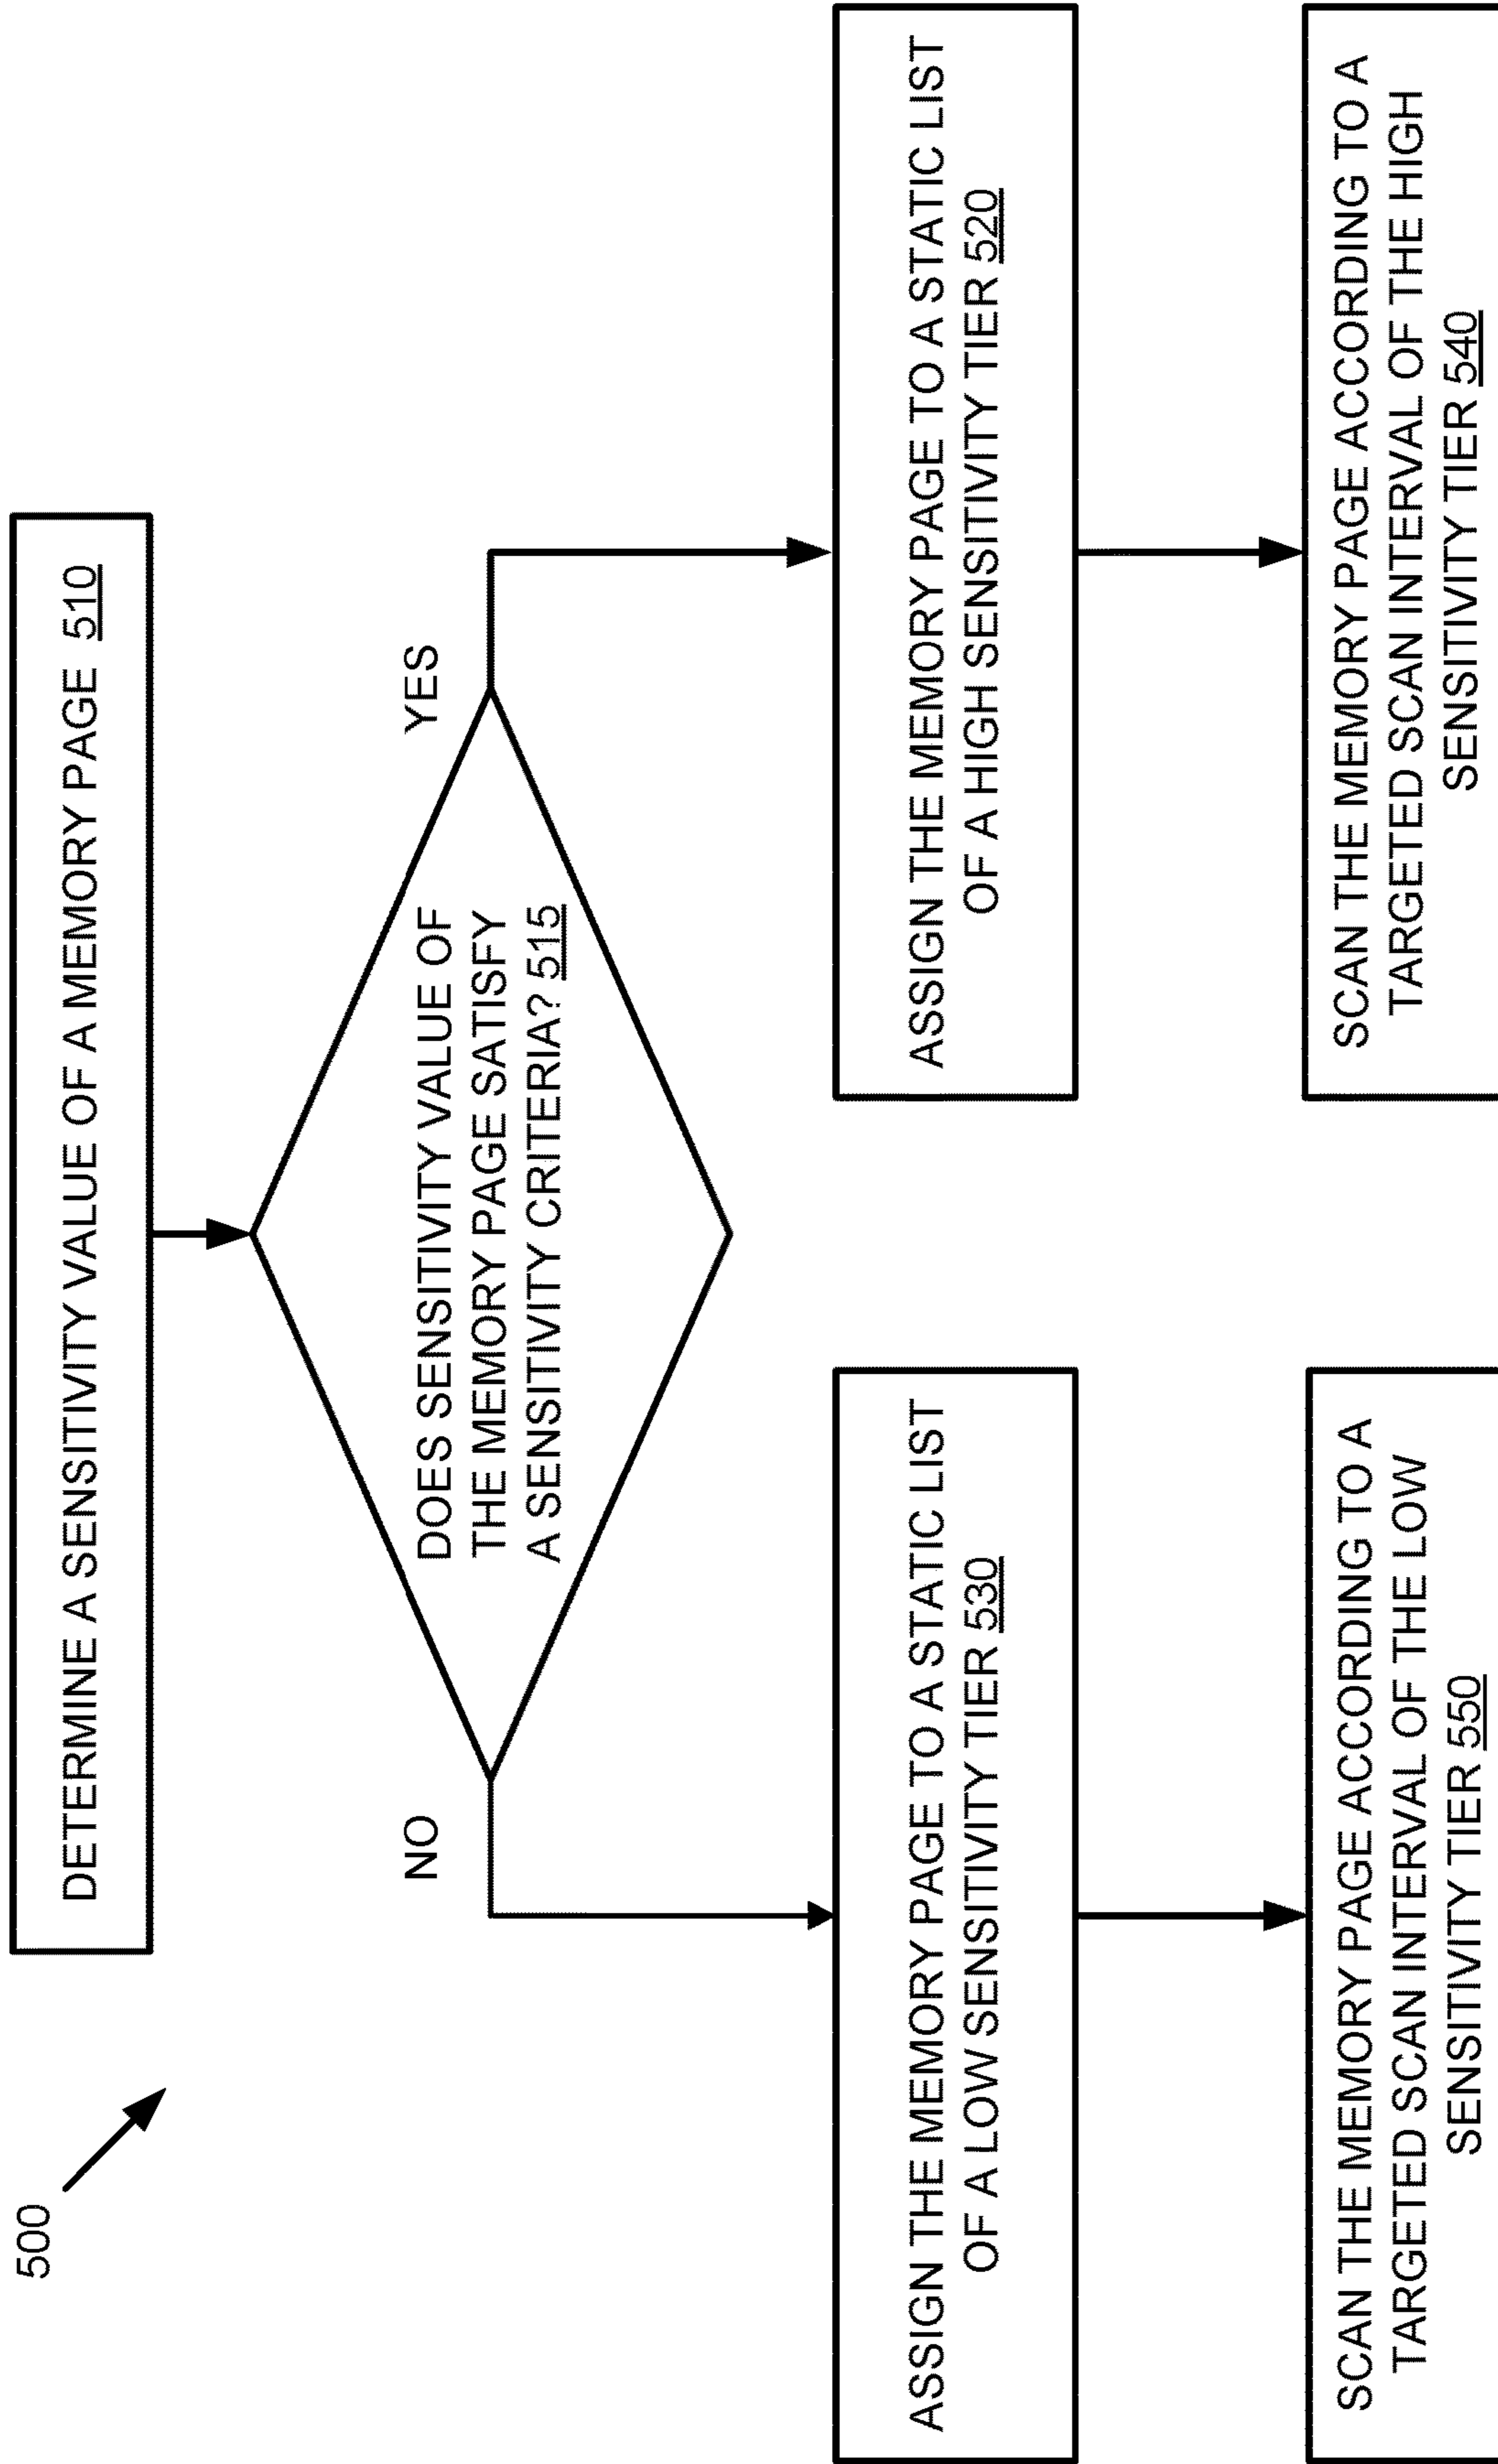 500
DETERMINE A SENSITIVITY VALUE OF A MEMORY PAGE 510
DOES SENSITIVITY VALUE OF
THE MEMORY PAGE SATISFY
A SENSITIVITY CRITERIA? 515
NO
YES
ASSIGN THE MEMORY PAGE TO A STATIC LIST
OF A LOW SENSITIVITY TIER 530
ASSIGN THE MEMORY PAGE TO A STATIC LIST
OF A HIGH SENSITIVITY TIER 520
SCAN THE MEMORY PAGE ACCORDING TO A
TARGETED SCAN INTERVAL OF THE LOW
SENSITIVITY TIER 550
SCAN THE MEMORY PAGE ACCORDING TO A
TARGETED SCAN INTERVAL OF THE HIGH
SENSITIVITY TIER 540